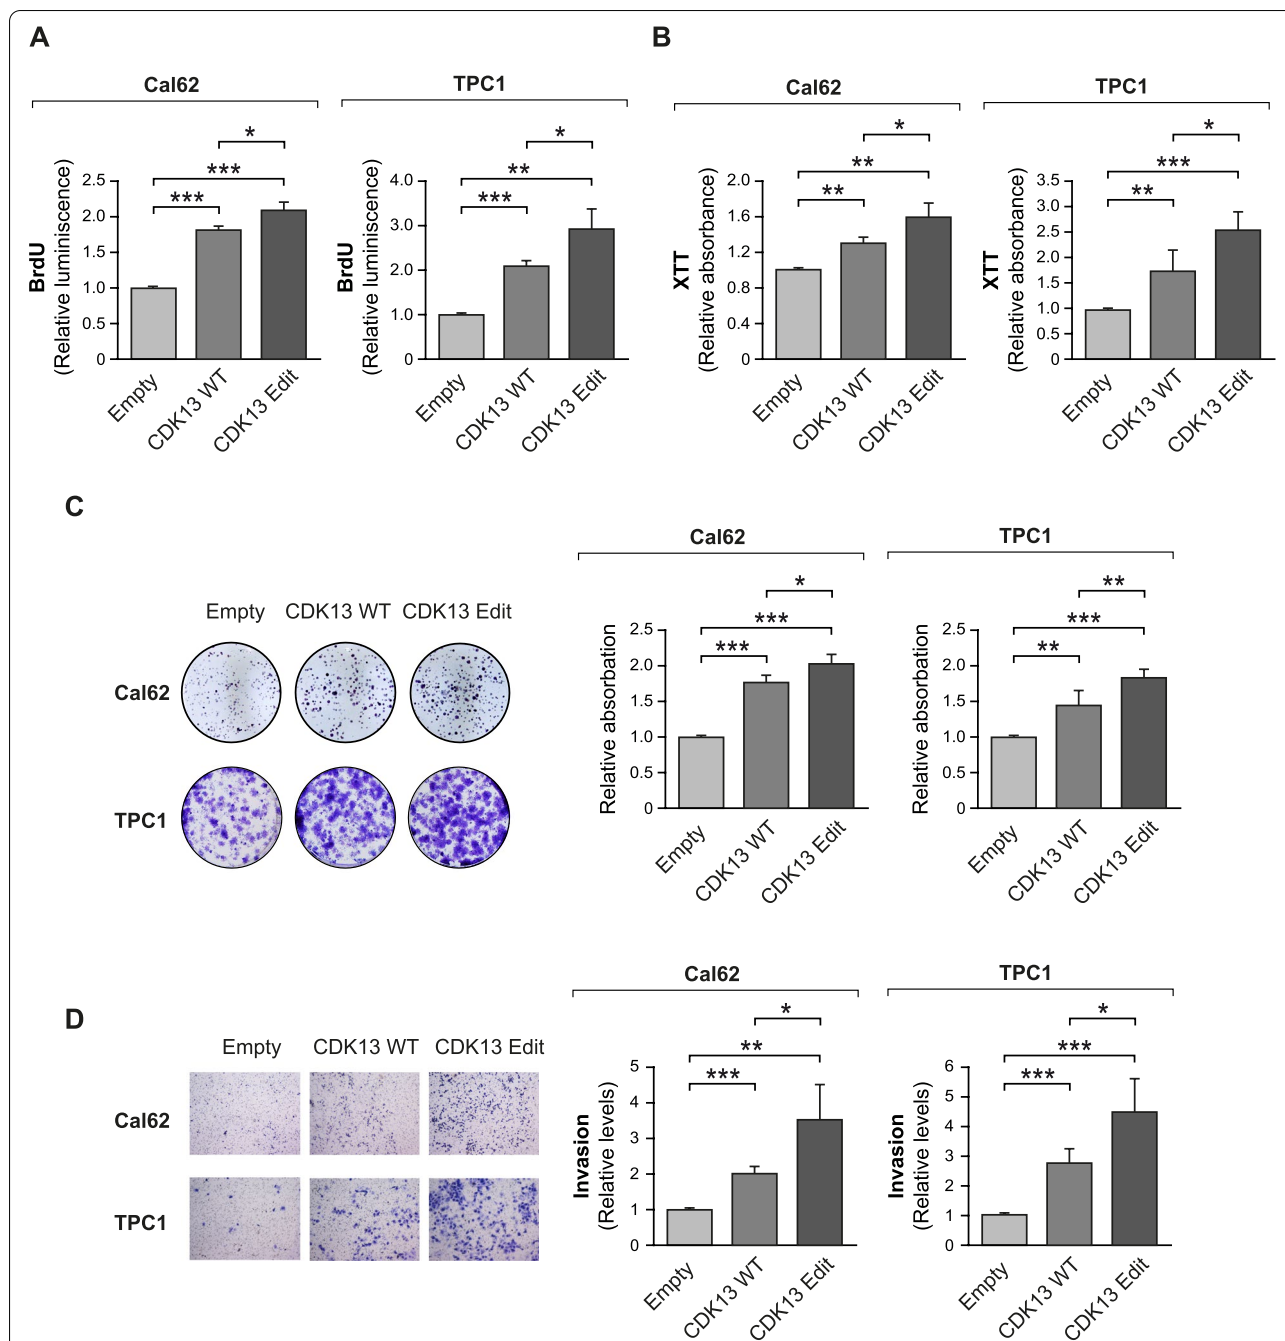 A
Cal62
BrdU
(Relative luminiscence)
2.5
2.0
1.5
1.0
0.5
0
***
***
*
Empty
CDK13 WT
CDK13 Edit
TPC1
BrdU
(Relative luminiscence)
4.0
3.0
2.0
1.0
0
***
**
*
Empty
CDK13 WT
CDK13 Edit
B
Cal62
XTT
(Relative absorbance)
2.0
1.6
1.2
0.8
0.4
0
**
**
*
Empty
CDK13 WT
CDK13 Edit
TPC1
XTT
(Relative absorbance)
3.5
3.0
2.5
2.0
1.5
1.0
0.5
0
**
***
*
Empty
CDK13 WT
CDK13 Edit
C
Empty CDK13 WT CDK13 Edit
Cal62
TPC1
Cal62
Relative absorbation
2.5
2.0
1.5
1.0
0.5
0
***
***
*
Empty
CDK13 WT
CDK13 Edit
TPC1
Relative absorbation
2.5
2.0
1.5
1.0
0.5
0
**
***
**
Empty
CDK13 WT
CDK13 Edit
D
Empty CDK13 WT CDK13 Edit
Cal62
TPC1
Cal62
Invasion
(Relative levels)
5
4
3
2
1
0
***
**
*
Empty
CDK13 WT
CDK13 Edit
TPC1
Invasion
(Relative levels)
6
5
4
3
2
1
0
***
***
*
Empty
CDK13 WT
CDK13 Edit